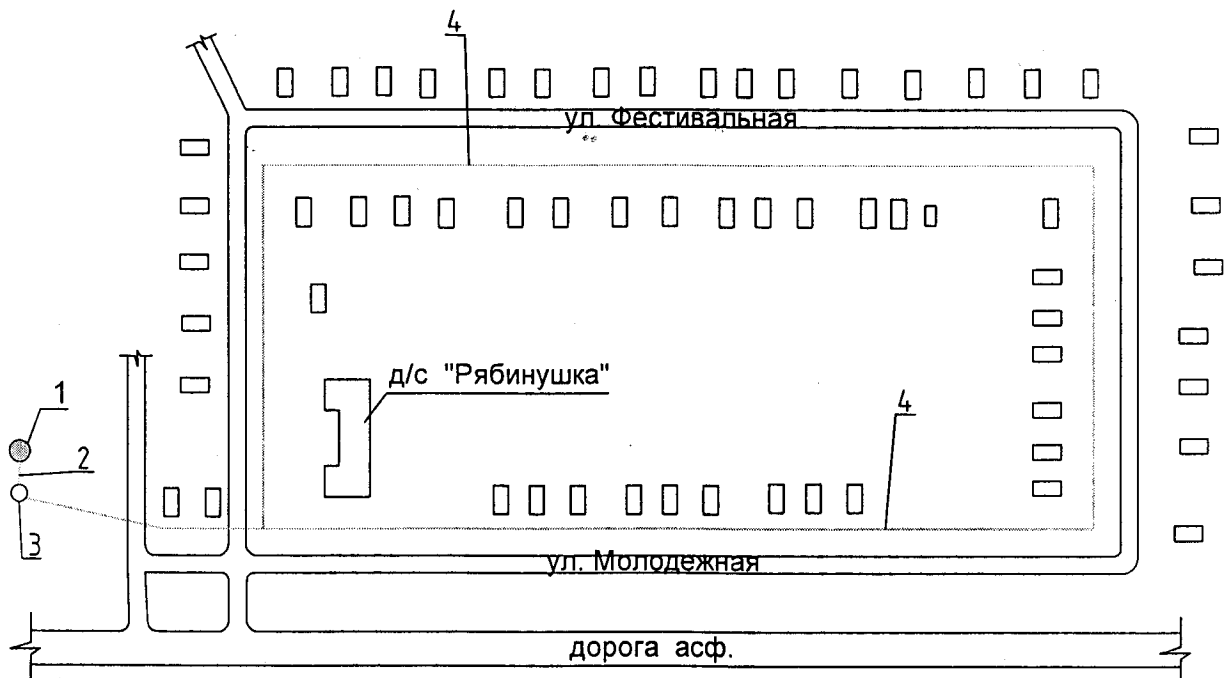 4
ул. Фестивальная
д/с "Рябинушка"
1
4
2
3
ул. Молодежная
дорога асф.